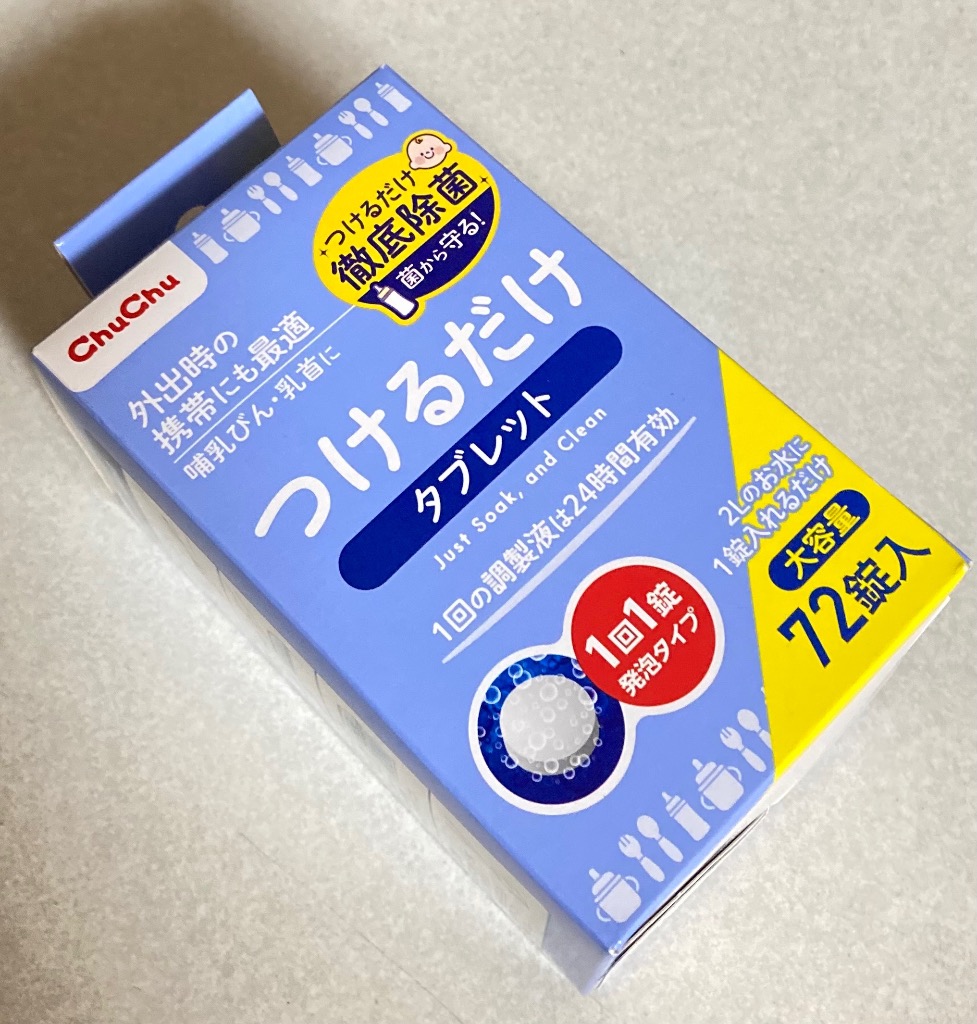 ChuChu
つけるだけ
徹底除菌
菌から守る!
外出時の
携帯にも最適
哺乳びん・乳首に
つけるだけ
タブレット
Just Soak, and Clean
1回の調製液は24時間有効
1回1錠
発泡タイプ
2Lのお水に
1錠入れるだけ
大容量
72錠入